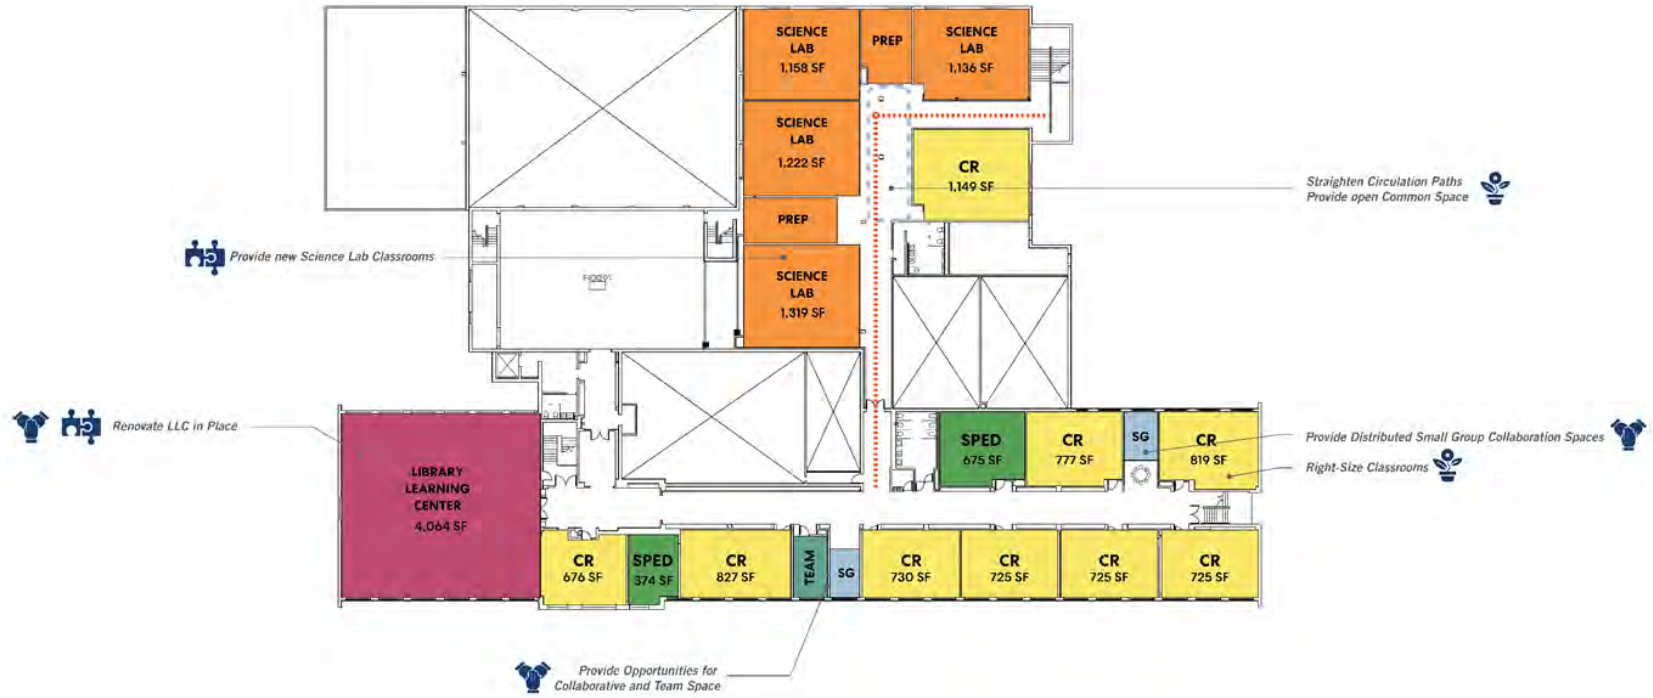 SCIENCE
LAB
1,158 SF
PREP
SCIENCE
LAB
1,136 SF
SCIENCE
LAB
1,222 SF
CR
1,149 SF
Straighten Circulation Paths
Provide open Common Space
PREP
Provide new Science Lab Classrooms
SCIENCE
LAB
1,319 SF
Renovate LLC in Place
LIBRARY
LEARNING
CENTER
4,064 SF
SPED
675 SF
CR
777 SF
SG
CR
819 SF
Provide Distributed Small Group Collaboration Spaces
Right-Size Classrooms
CR
676 SF
SPED
374 SF
CR
827 SF
TEAM
SG
CR
730 SF
CR
725 SF
CR
725 SF
CR
725 SF
Provide Opportunities for
Collaborative and Team Space